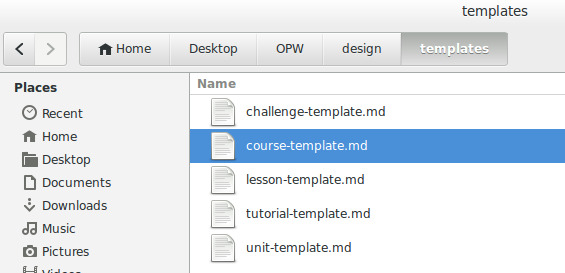 templates
Home Desktop OPW design templates
Places
Recent
Home
Desktop
Documents
Downloads
Music
Pictures
Videos
Name
challenge-template.md
course-template.md
lesson-template.md
tutorial-template.md
unit-template.md